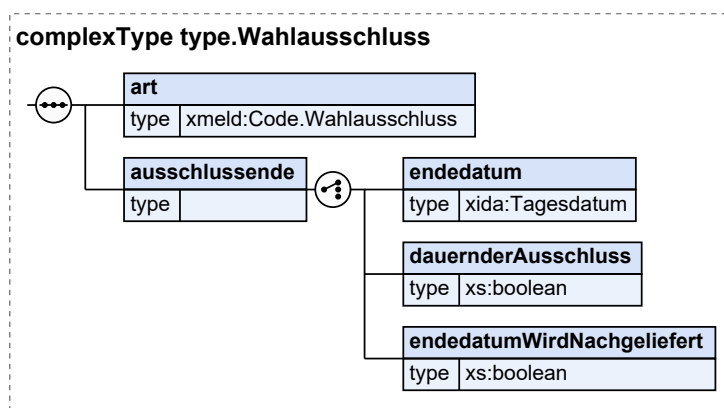 complexType type.Wahlausschluss
art
type xmeld:Code.Wahlausschluss
ausschlussende
type
endedatum
type xida:Tagesdatum
dauernderAusschluss
type xs:boolean
endedatumWirdNachgeliefert
type xs:boolean